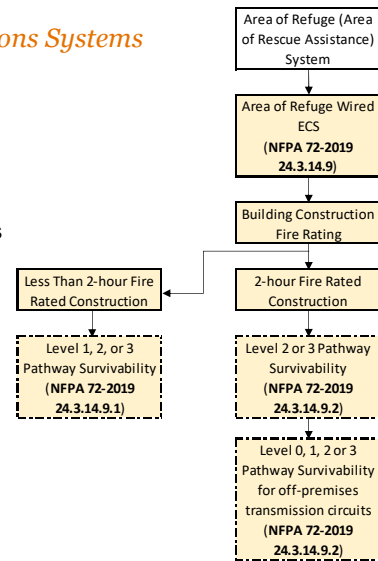 ons Systems
Area of Refuge (Area
of Rescue Assistance)
System
Area of Refuge Wired
ECS
(NFPA 72-2019
24.3.14.9)
s
Building Construction
Fire Rating
Less Than 2-hour Fire
Rated Construction
2-hour Fire Rated
Construction
Level 1, 2, or 3
Pathway Survivability
(NFPA 72-2019
24.3.14.9.1)
Level 2 or 3 Pathway
Survivability
(NFPA 72-2019
24.3.14.9.2)
Level 0, 1, 2 or 3
Pathway Survivability
for off-premises
transmission circuits
(NFPA 72-2019
24.3.14.9.2)